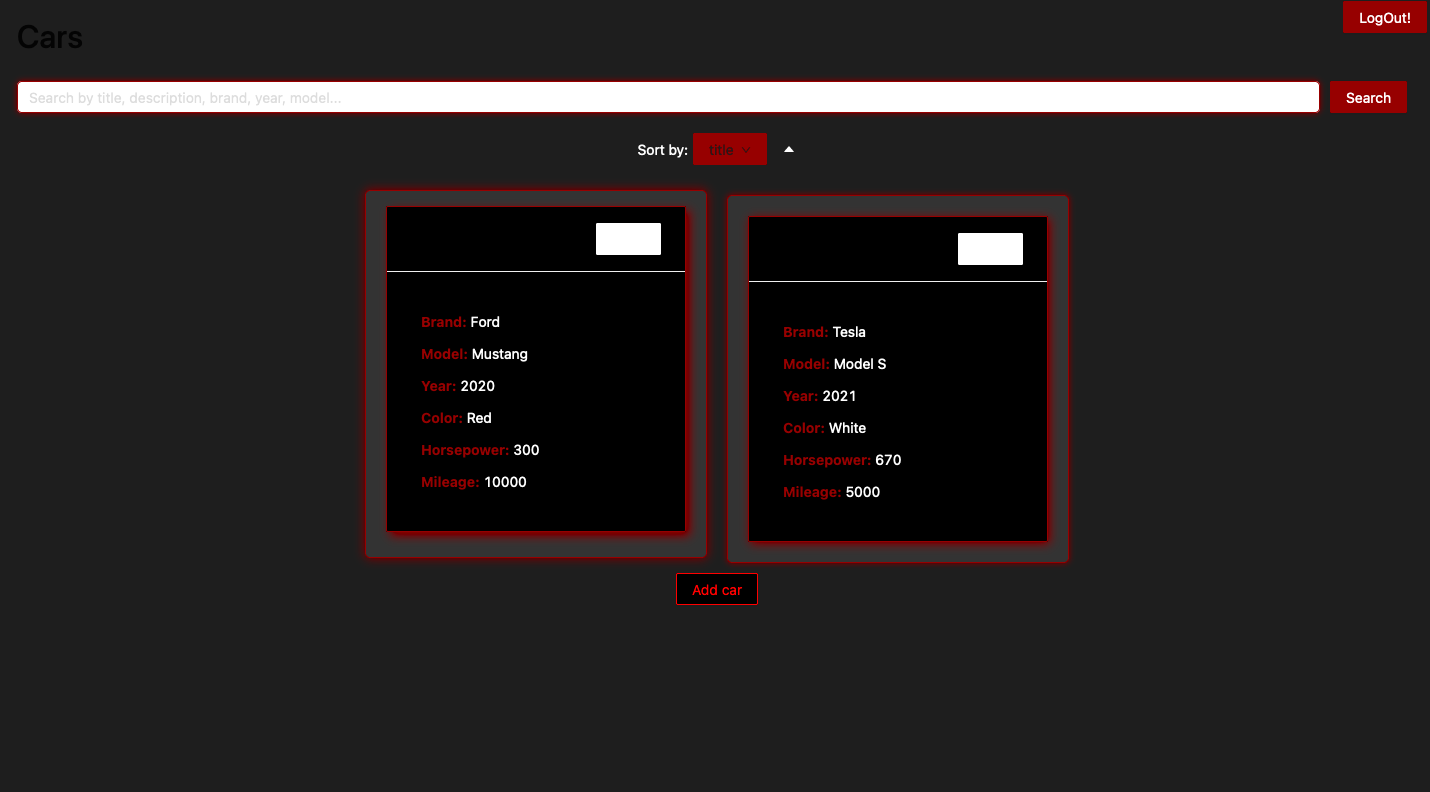 LogOut!
Cars
Search by title, description, brand, year, model...
Search
Sort by: title
Brand: Ford
Model: Mustang
Year: 2020
Color: Red
Horsepower: 300
Mileage: 10000
Brand: Tesla
Model: Model S
Year: 2021
Color: White
Horsepower: 670
Mileage: 5000
Add car